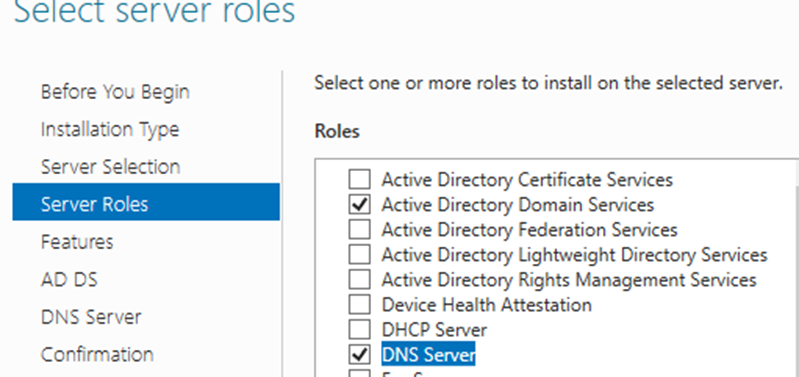 Select server roles
Before You Begin
Installation Type
Server Selection
Server Roles
Features
AD DS
DNS Server
Confirmation
Select one or more roles to install on the selected server.
Roles
Active Directory Certificate Services
Active Directory Domain Services
Active Directory Federation Services
Active Directory Lightweight Directory Services
Active Directory Rights Management Services
Device Health Attestation
DHCP Server
DNS Server